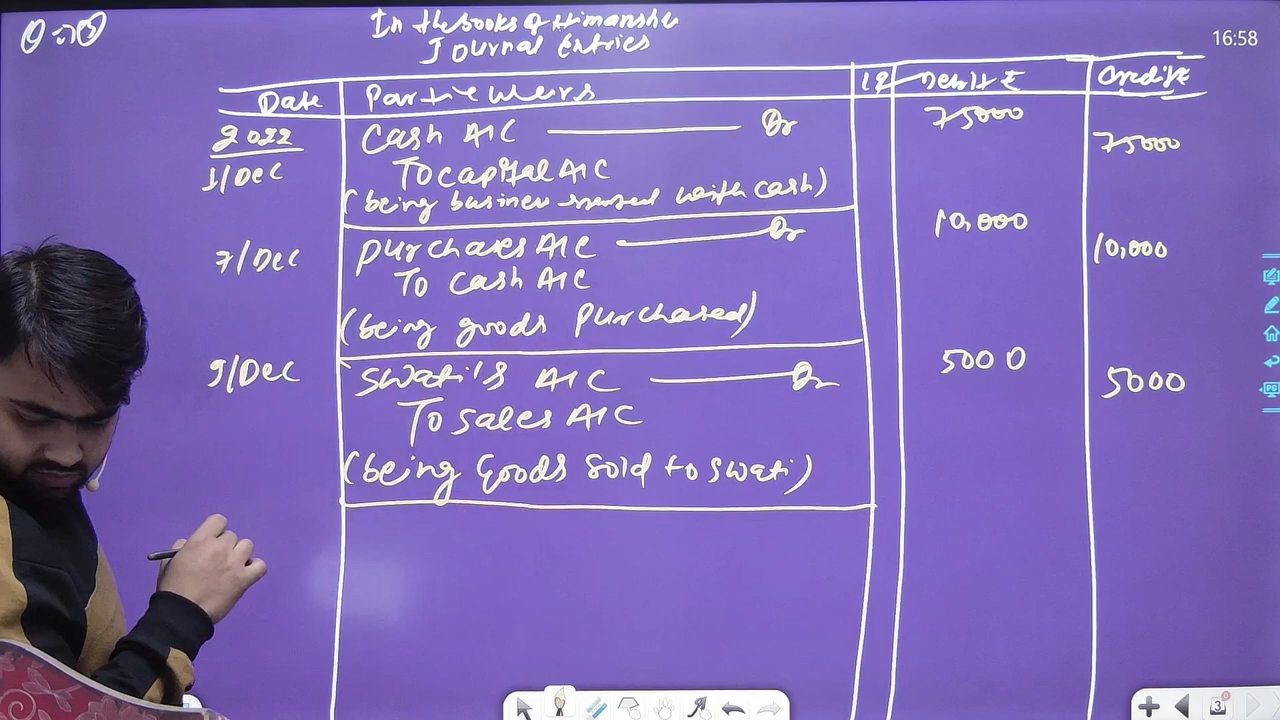 In the books of Himanshu
Journal Entries
16:58
Date Particulars LF Debit ₹ Credit ₹
2022
1/Dec Cash A/C Dr 75000
To capital A/C 75000
(being business started with cash)
7/Dec Purchases A/C Dr 10,000
To cash A/C 10,000
(being goods purchased)
9/Dec Swati's A/C Dr 5000
To sales A/C 5000
(being Goods sold to swati)
3